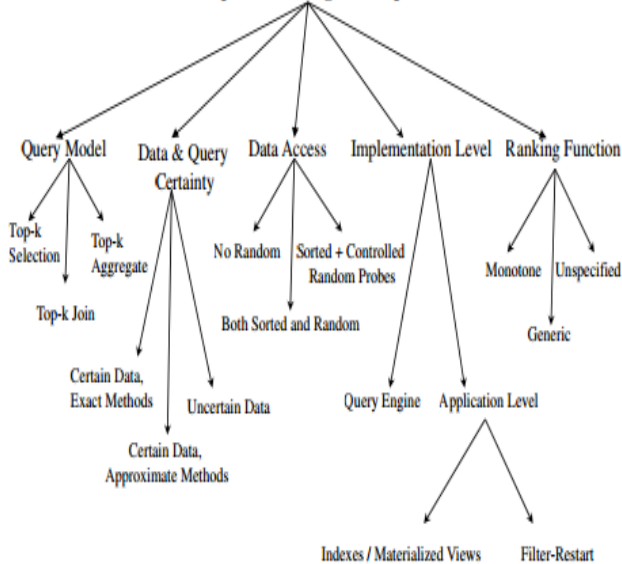 Query Model
Data & Query
Certainty
Data Access
Implementation Level
Ranking Function
Top-k
Selection
Top-k
Aggregate
Top-k Join
No Random
Sorted + Controlled
Random Probes
Both Sorted and Random
Monotone
Unspecified
Generic
Certain Data,
Exact Methods
Uncertain Data
Certain Data,
Approximate Methods
Query Engine
Application Level
Indexes / Materialized Views
Filter-Restart